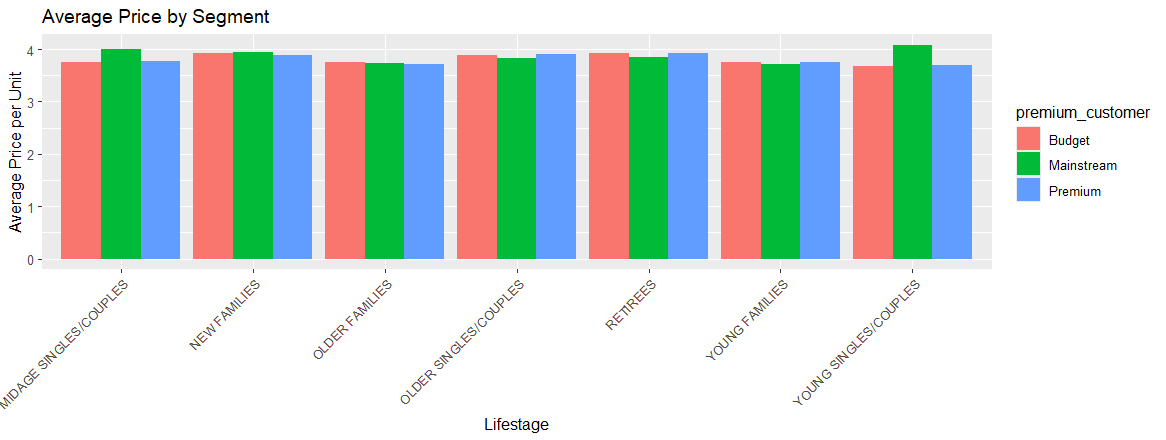 Average Price by Segment
Average Price per Unit
4
3
2
1
0
MIDAGE SINGLES/COUPLES
NEW FAMILIES
OLDER FAMILIES
OLDER SINGLES/COUPLES
RETIREES
YOUNG FAMILIES
YOUNG SINGLES/COUPLES
Lifestage
premium_customer
Budget
Mainstream
Premium